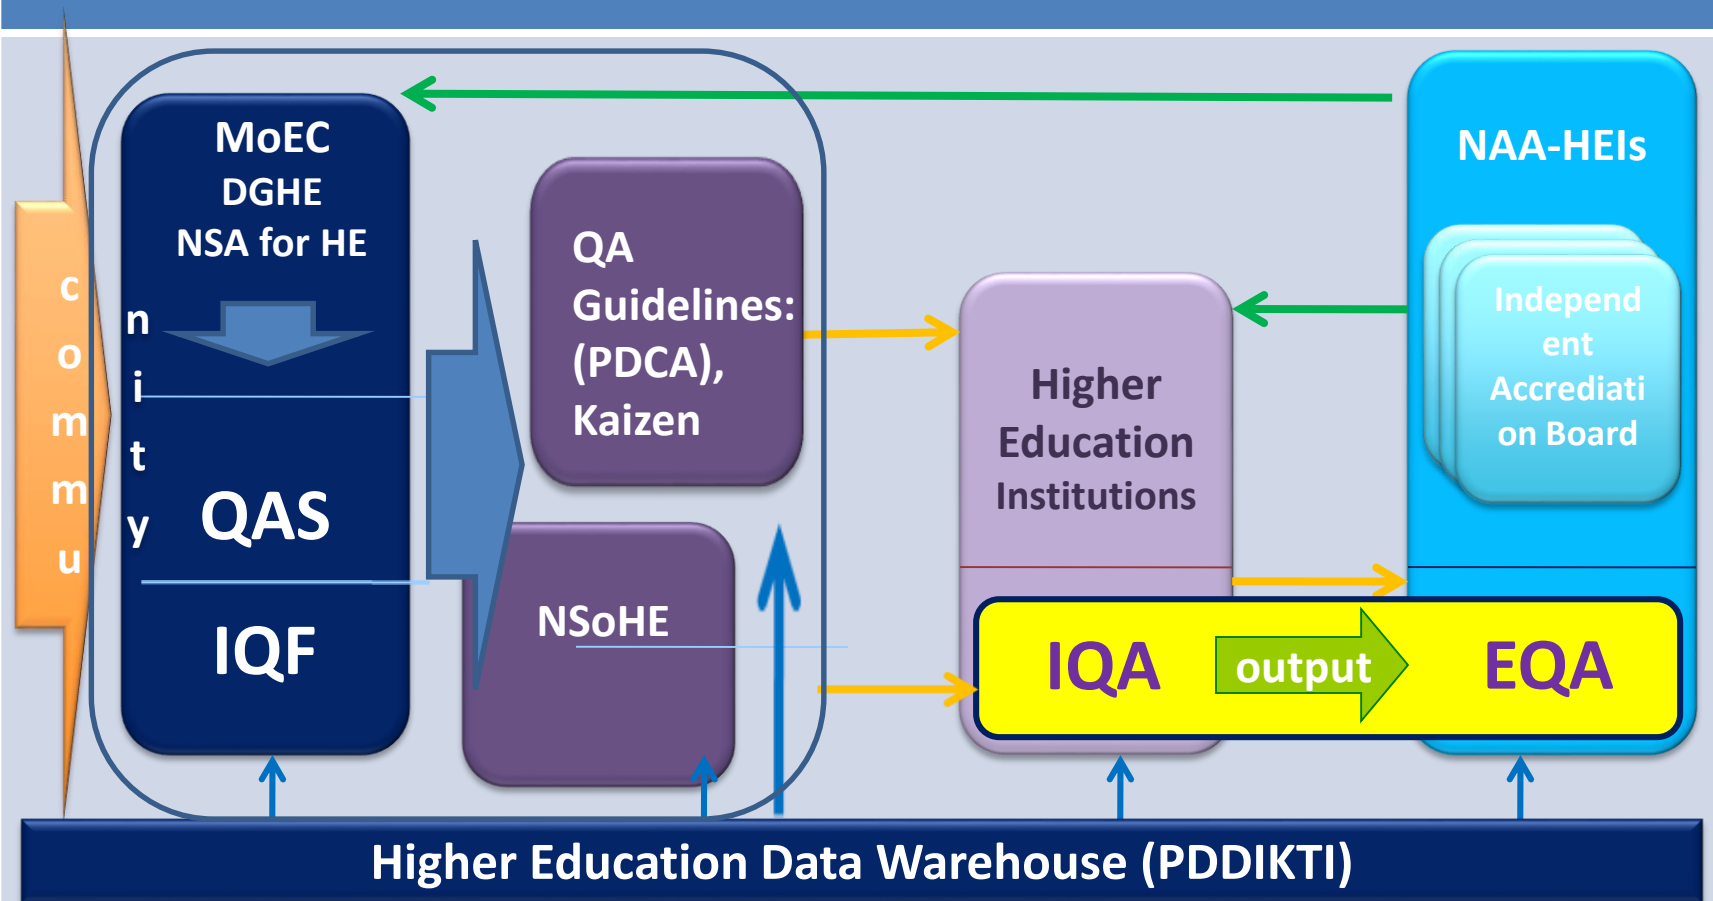 MoEC
DGHE
NSA for HE
c
o
m
m
u
n
i
t
y
QAS
IQF
QA
Guidelines:
(PDCA),
Kaizen
NSoHE
Higher
Education
Institutions
NAA-HEIs
Independ
ent
Accrediati
on Board
IQA
output
EQA
Higher Education Data Warehouse (PDDIKTI)